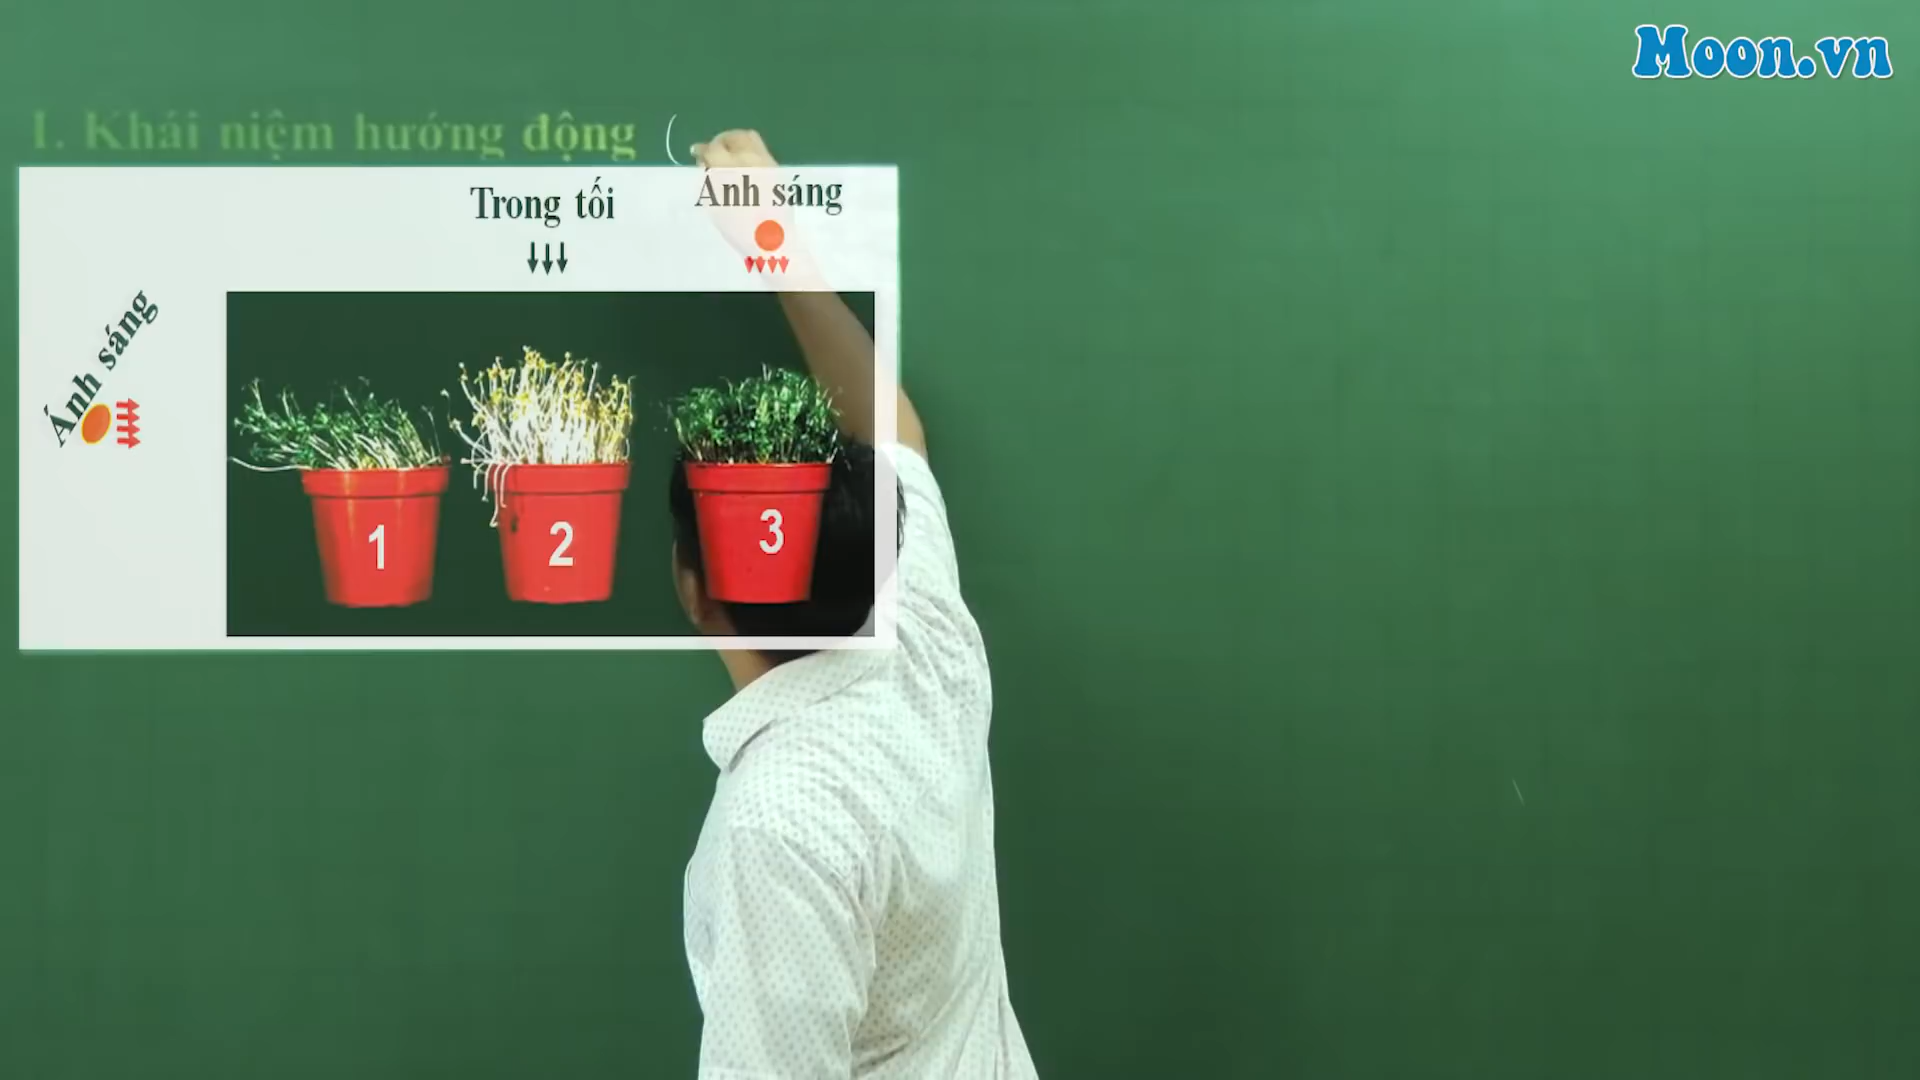 Moon.vn
I. Khái niệm hướng động (
Trong tối
Ánh sáng
Ánh sáng
1
2
3